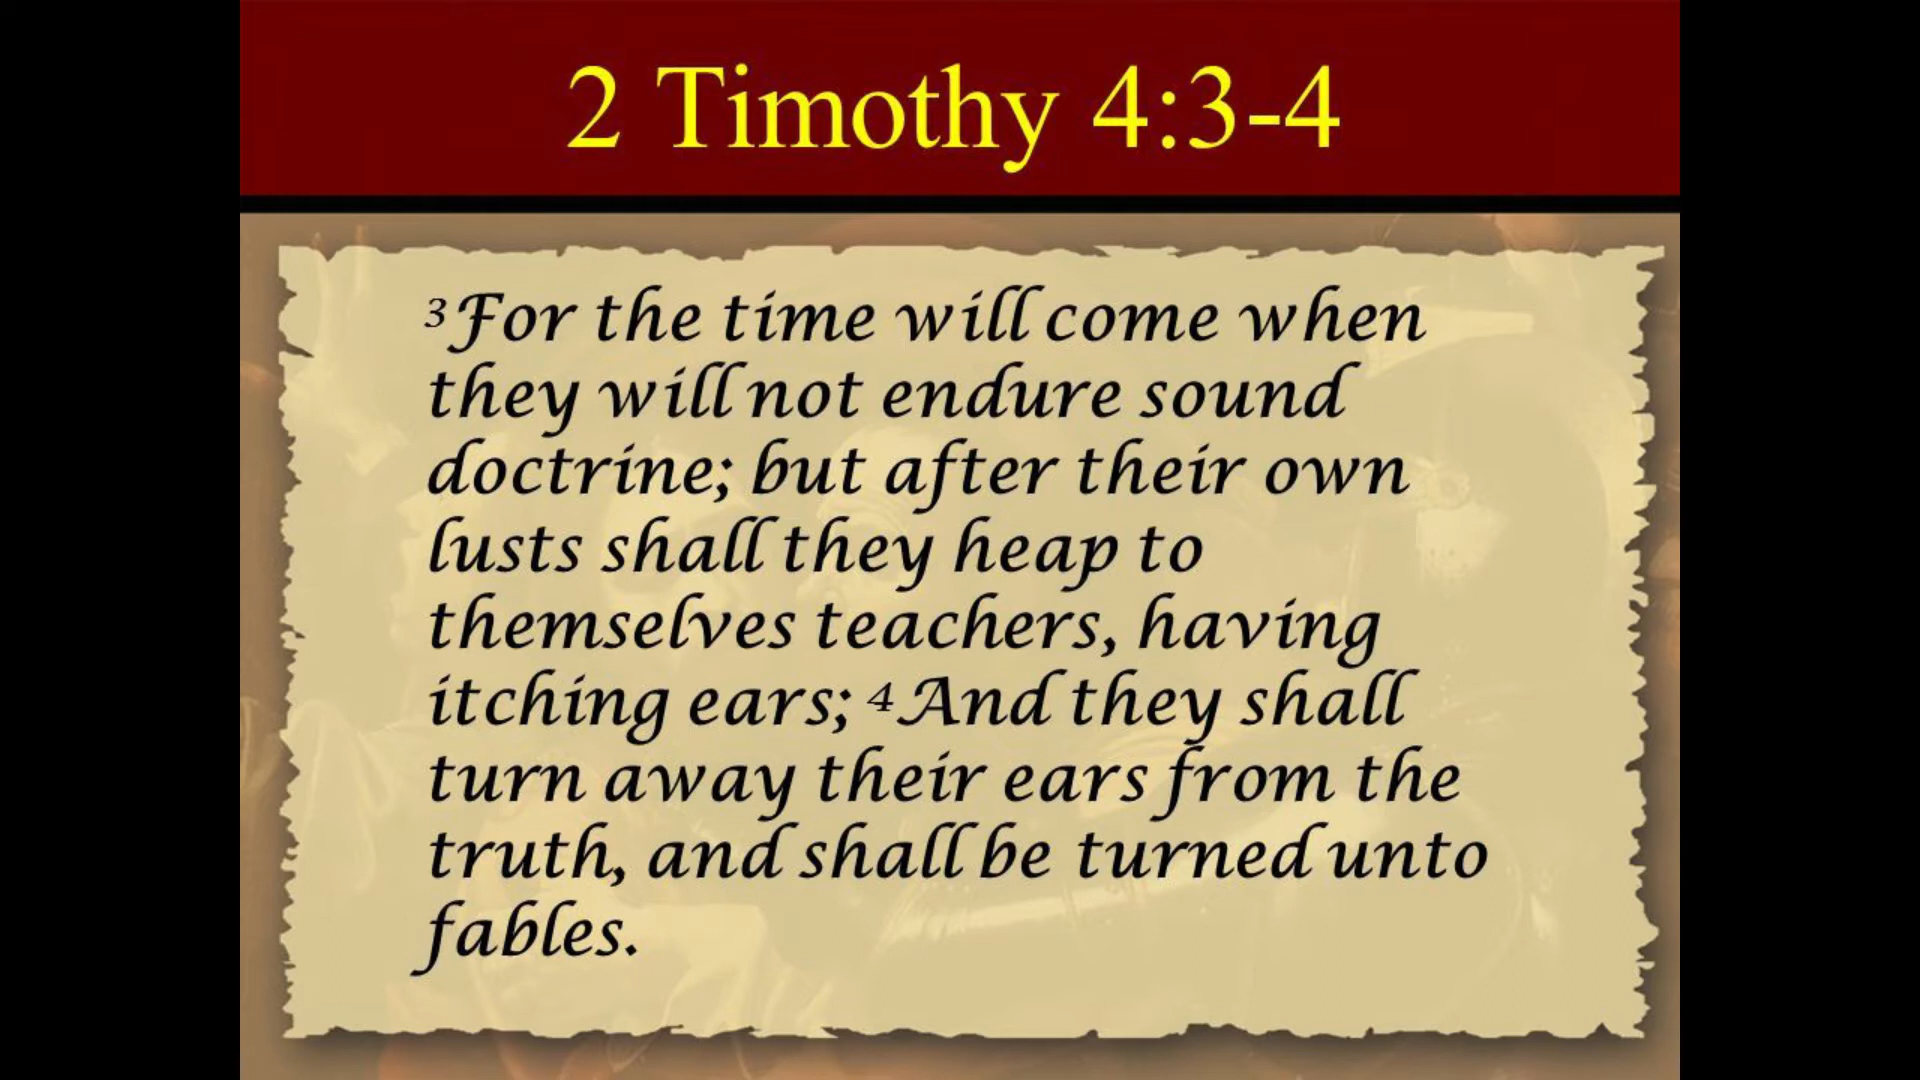 2 Timothy 4:3-4
3For the time will come when
they will not endure sound
doctrine; but after their own
lusts shall they heap to
themselves teachers, having
itching ears; 4And they shall
turn away their ears from the
truth, and shall be turned unto
fables.